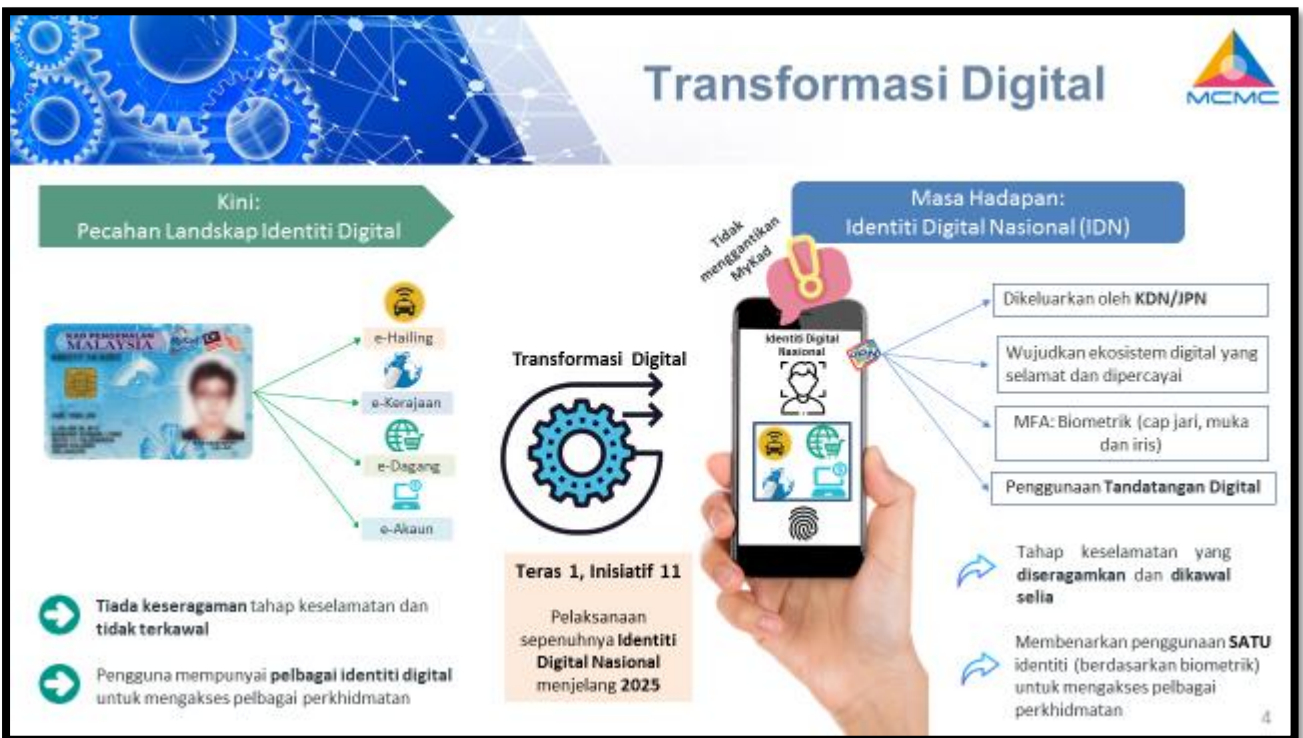 Transformasi Digital
MCMC
Kini:
Pecahan Landskap Identiti Digital
MALAYSIA
e-Hailing
e-Kerajaan
e-Dagang
e-Akaun
Tiada keseragaman tahap keselamatan dan
tidak terkawal
Pengguna mempunyai pelbagai identiti digital
untuk mengakses pelbagai perkhidmatan
Transformasi Digital
Teras 1, Inisiatif 11
Pelaksanaan
sepenuhnya Identiti
Digital Nasional
menjelang 2025
Masa Hadapan:
Identiti Digital Nasional (IDN)
Tidak
menggantikan
MyKad
Identiti Digital
Nasional
JPN
Dikeluarkan oleh KDN/JPN
Wujudkan ekosistem digital yang
selamat dan dipercayai
MFA: Biometrik (cap jari, muka
dan iris)
Penggunaan Tandatangan Digital
Tahap keselamatan yang
diseragamkan dan dikawal
selia
Membenarkan penggunaan SATU
identiti (berdasarkan biometrik)
untuk mengakses pelbagai
perkhidmatan
4